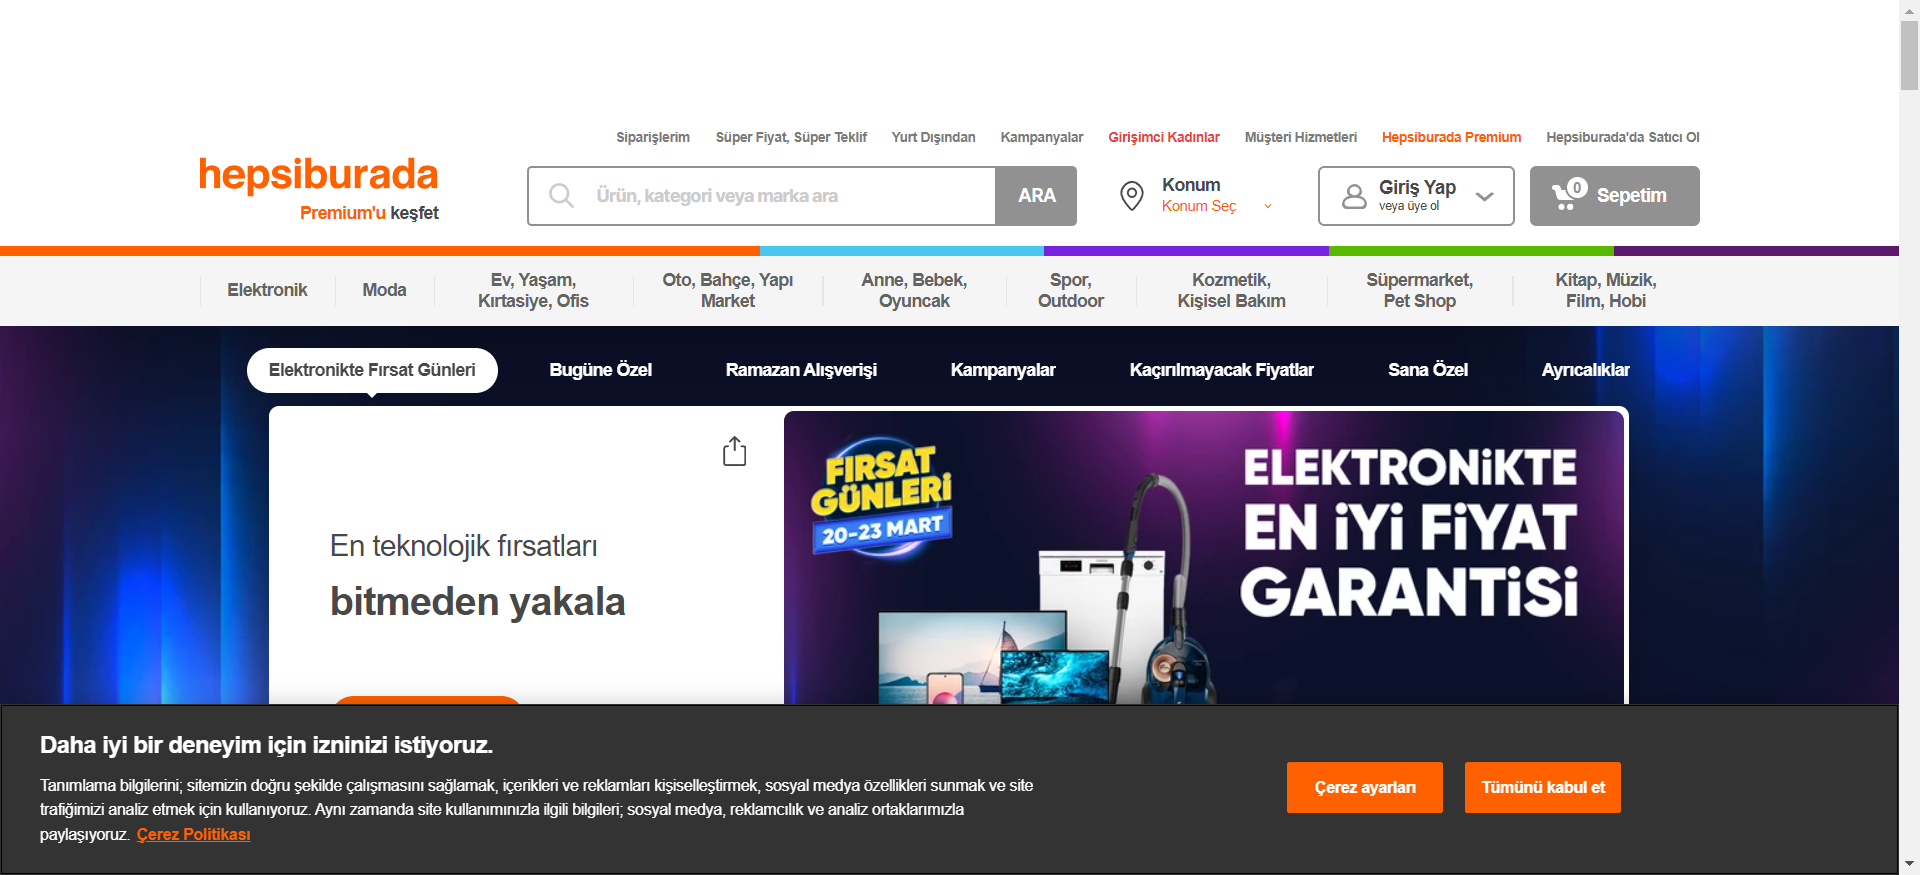 Siparişlerim Süper Fiyat, Süper Teklif Yurt Dışından Kampanyalar Girişimci Kadınlar Müşteri Hizmetleri Hepsiburada Premium Hepsiburada'da Satıcı Ol
hepsiburada
Premium'u keşfet
Ürün, kategori veya marka ara
ARA
Konum
Konum Seç
Giriş Yap
veya üye ol
0
Sepetim
Elektronik
Moda
Ev, Yaşam,
Kırtasiye, Ofis
Oto, Bahçe, Yapı
Market
Anne, Bebek,
Oyuncak
Spor,
Outdoor
Kozmetik,
Kişisel Bakım
Süpermarket,
Pet Shop
Kitap, Müzik,
Film, Hobi
Elektronikte Fırsat Günleri Bugüne Özel Ramazan Alışverişi Kampanyalar Kaçırılmayacak Fiyatlar Sana Özel Ayrıcalıklar
En teknolojik fırsatları
bitmeden yakala
FIRSAT
GÜNLERİ
20-23 MART
ELEKTRONİKTE
EN İYİ FİYAT
GARANTİSİ
Daha iyi bir deneyim için izninizi istiyoruz.
Tanımlama bilgilerini; sitemizin doğru şekilde çalışmasını sağlamak, içerikleri ve reklamları kişiselleştirmek, sosyal medya özellikleri sunmak ve site
trafiğimizi analiz etmek için kullanıyoruz. Aynı zamanda site kullanımınızla ilgili bilgileri; sosyal medya, reklamcılık ve analiz ortaklarımızla
paylaşıyoruz. Çerez Politikası
Çerez ayarları
Tümünü kabul et